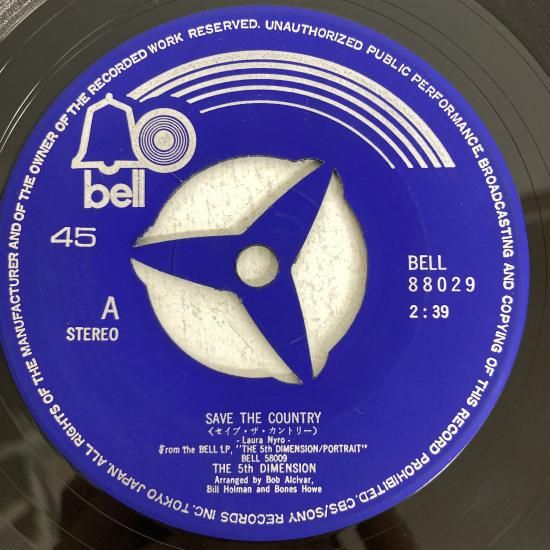 ALL RIGHTS OF THE MANUFACTURER AND OF THE OWNER OF THE RECORDED WORK RESERVED. UNAUTHORIZED PUBLIC PERFORMANCE, BROADCASTING AND COPYING OF THIS RECORD PROHIBITED. CBS/SONY RECORDS INC. TOKYO JAPAN.
bell
45
A
STEREO
BELL
88029
2:39
SAVE THE COUNTRY
(セイブ・ザ・カントリー)
- Laura Nyro -
From the BELL LP, "THE 5th DIMENSION/PORTRAIT"
BELL 58009
THE 5th DIMENSION
Arranged by Bob Alcivar,
Bill Holman and Bones Howe